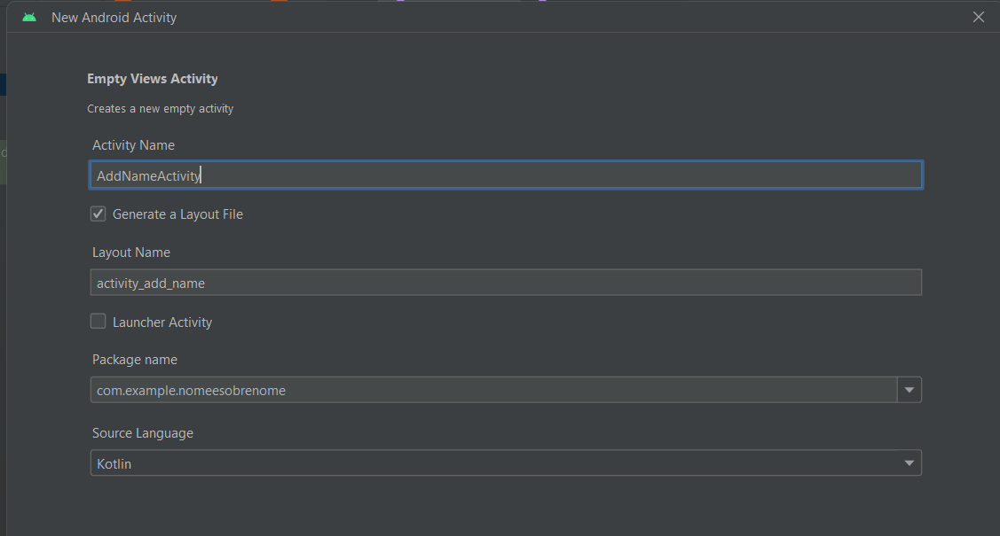 New Android Activity
Empty Views Activity
Creates a new empty activity
Activity Name
AddNameActivity
Generate a Layout File
Layout Name
activity_add_name
Launcher Activity
Package name
com.example.nomeesobrenome
Source Language
Kotlin